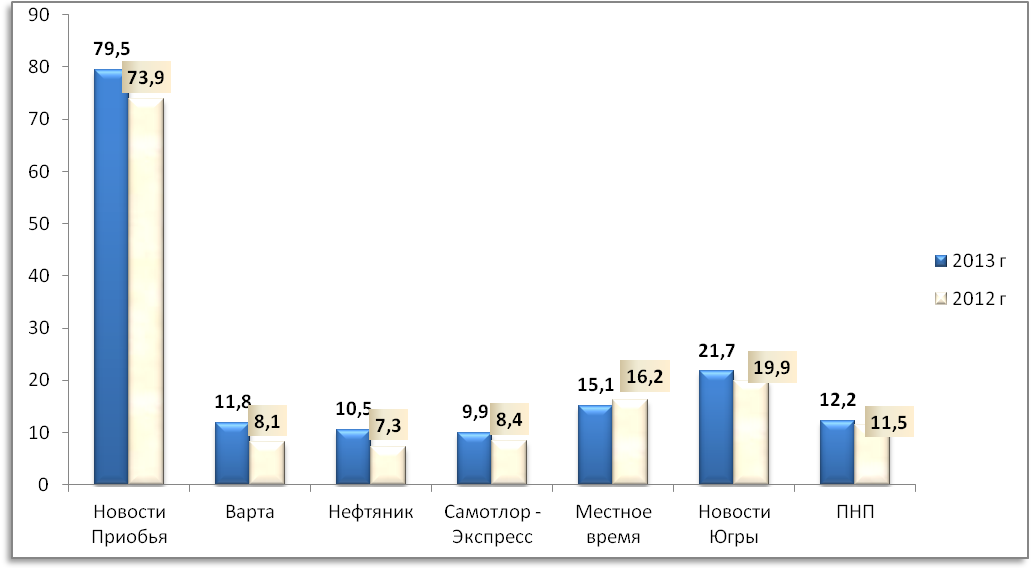 90
80
70
60
50
40
30
20
10
0
79,5
73,9
11,8
8,1
10,5
7,3
9,9
8,4
15,1
16,2
21,7
19,9
12,2
11,5
Новости
Приобья
Варта
Нефтяник
Самотлор -
Экспресс
Местное
время
Новости
Югры
ПНП
2013 г
2012 г